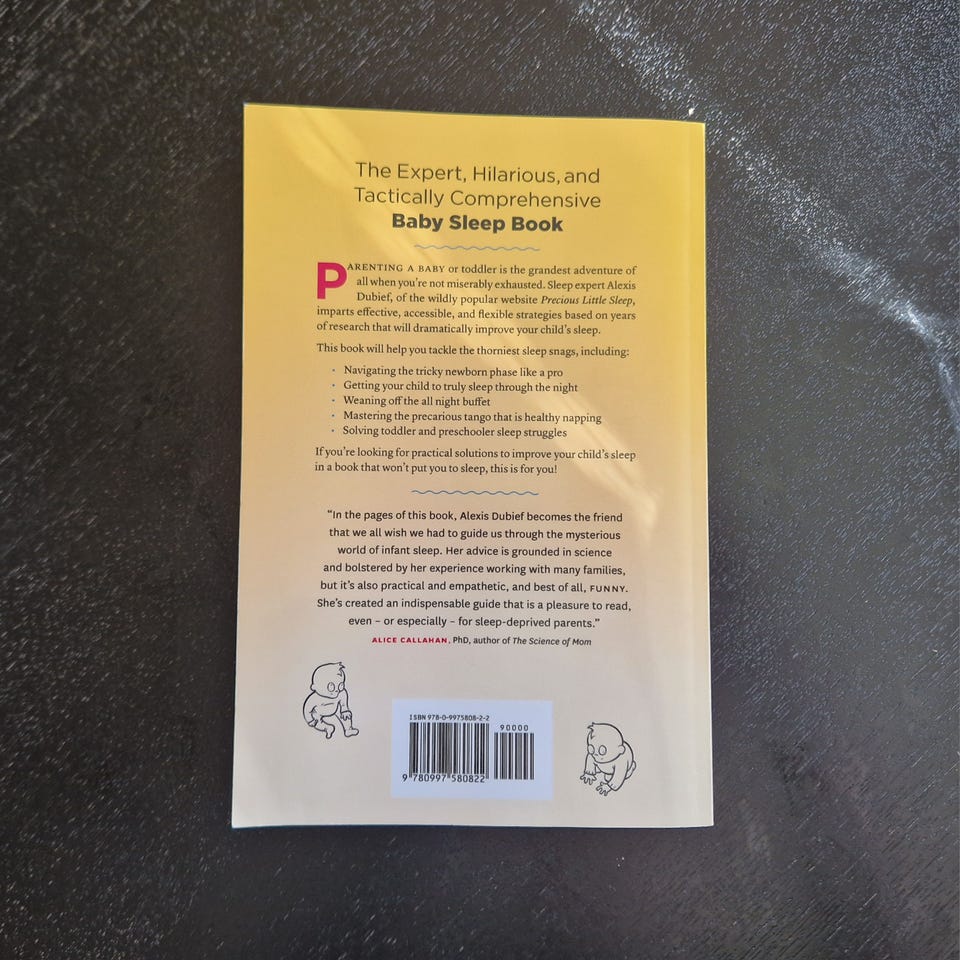 The Expert, Hilarious, and
Tactically Comprehensive
Baby Sleep Book
PARENTING A BABY or toddler is the grandest adventure of
all when you're not miserably exhausted. Sleep expert Alexis
Dubief, of the wildly popular website Precious Little Sleep,
imparts effective, accessible, and flexible strategies based on years
of research that will dramatically improve your child's sleep.
This book will help you tackle the thorniest sleep snags, including:
· Navigating the tricky newborn phase like a pro
· Getting your child to truly sleep through the night
· Weaning off the all night buffet
· Mastering the precarious tango that is healthy napping
· Solving toddler and preschooler sleep struggles
If you're looking for practical solutions to improve your child's sleep
in a book that won't put you to sleep, this is for you!
"In the pages of this book, Alexis Dubief becomes the friend
that we all wish we had to guide us through the mysterious
world of infant sleep. Her advice is grounded in science
and bolstered by her experience working with many families,
but it's also practical and empathetic, and best of all, FUNNY.
She's created an indispensable guide that is a pleasure to read,
even – or especially – for sleep-deprived parents."
ALICE CALLAHAN, PhD, author of The Science of Mom
ISBN 978-0-9975808-2-2
90000
9 780997 580822